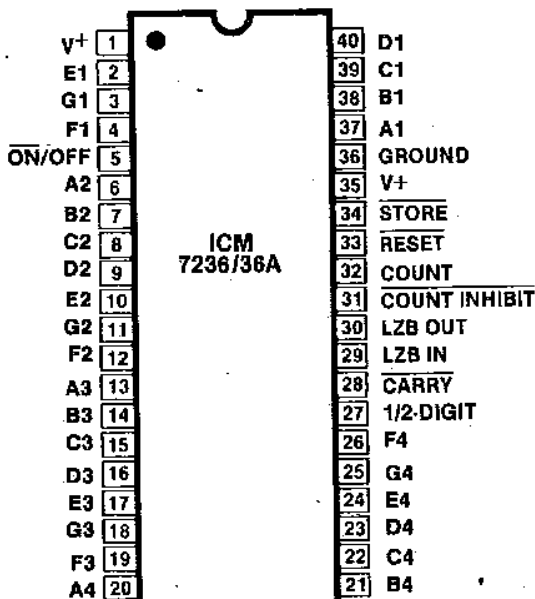 V+ 1
E1 2
G1 3
F1 4
ON/OFF 5
A2 6
B2 7
C2 8
D2 9
E2 10
G2 11
F2 12
A3 13
B3 14
C3 15
D3 16
E3 17
G3 18
F3 19
A4 20
ICM
7236/36A
40 D1
39 C1
38 B1
37 A1
36 GROUND
35 V+
34 STORE
33 RESET
32 COUNT
31 COUNT INHIBIT
30 LZB OUT
29 LZB IN
28 CARRY
27 1/2-DIGIT
26 F4
25 G4
24 E4
23 D4
22 C4
21 B4